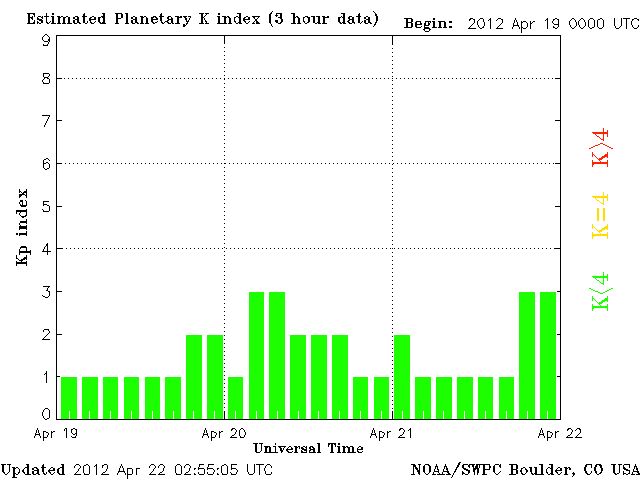 Estimated Planetary K index (3 hour data) Begin: 2012 Apr 19 0000 UTC
9
8
7
6
5
4
3
2
1
0
Kp index
K>4
K=4
K<4
Apr 19 Apr 20 Apr 21 Apr 22
Universal Time
Updated 2012 Apr 22 02:55:05 UTC NOAA/SWPC Boulder, CO USA